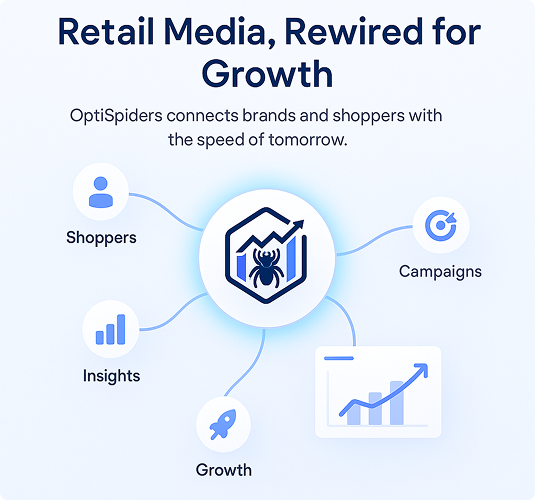 Retail Media, Rewired for
Growth
OptiSpiders connects brands and shoppers with
the speed of tomorrow.
Shoppers
Campaigns
Insights
Growth